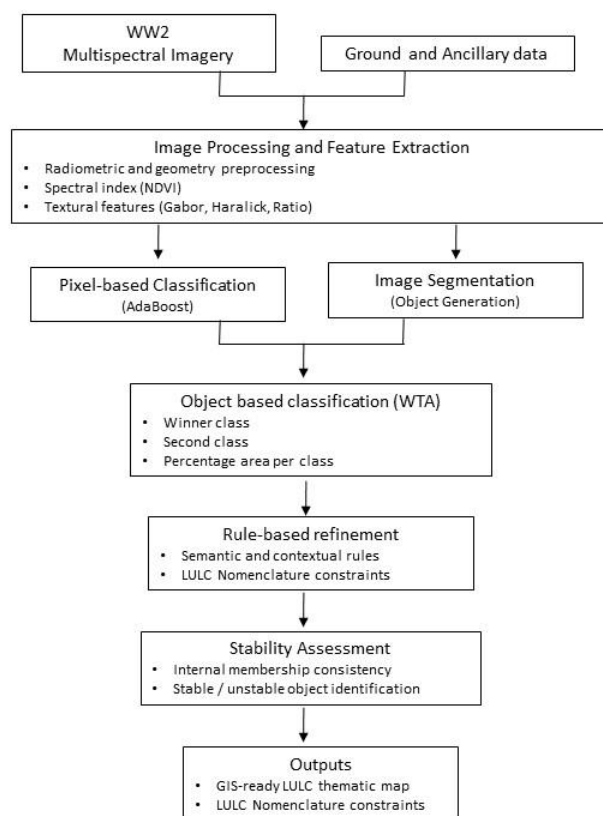 WW2
Multispectral Imagery
Ground and Ancillary data
Image Processing and Feature Extraction
• Radiometric and geometry preprocessing
• Spectral index (NDVI)
• Textural features (Gabor, Haralick, Ratio)
Pixel-based Classification
(AdaBoost)
Image Segmentation
(Object Generation)
Object based classification (WTA)
• Winner class
• Second class
• Percentage area per class
Rule-based refinement
• Semantic and contextual rules
• LULC Nomenclature constraints
Stability Assessment
• Internal membership consistency
• Stable / unstable object identification
Outputs
• GIS-ready LULC thematic map
• LULC Nomenclature constraints